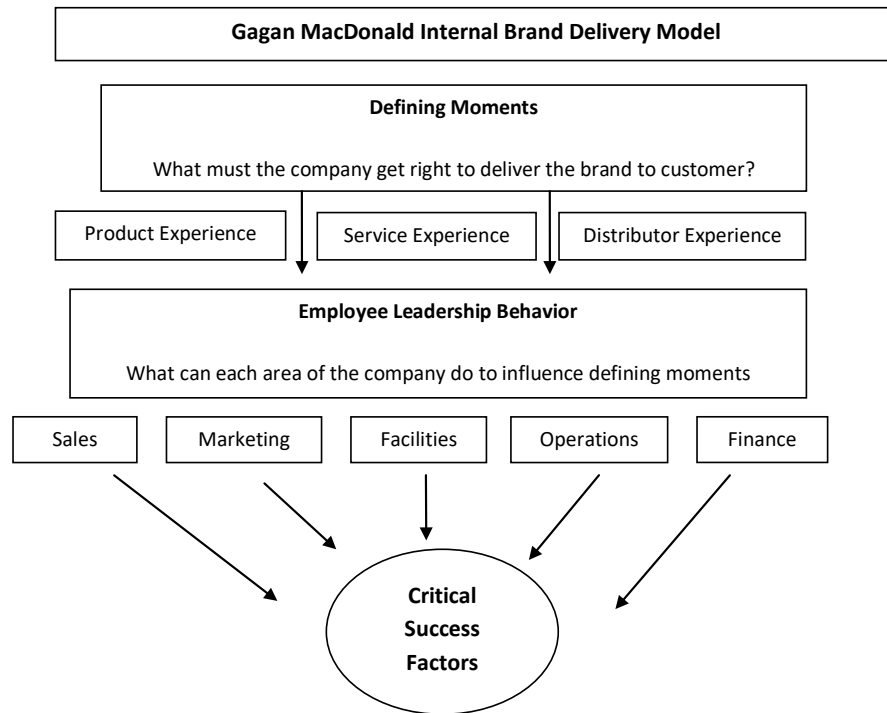 Gagan MacDonald Internal Brand Delivery Model
Defining Moments
What must the company get right to deliver the brand to customer?
Product Experience
Service Experience
Distributor Experience
Employee Leadership Behavior
What can each area of the company do to influence defining moments
Sales
Marketing
Facilities
Operations
Finance
Critical
Success
Factors